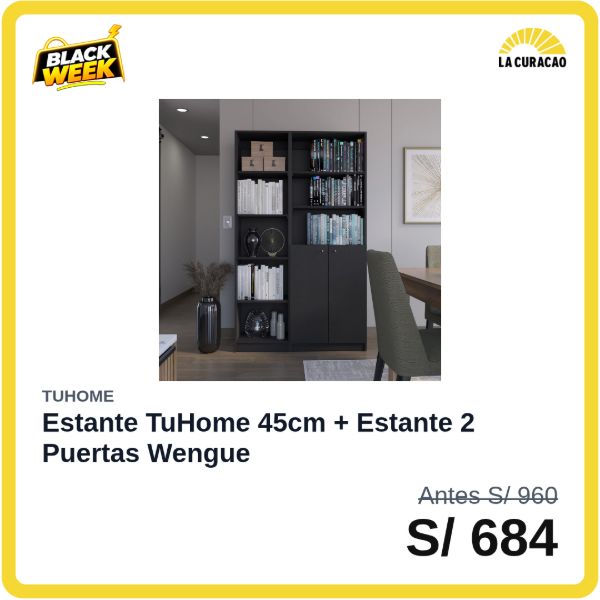 BLACK
WEEK
LA CURACAO
TUHOME
Estante TuHome 45cm + Estante 2
Puertas Wengue
Antes S/ 960
S/ 684